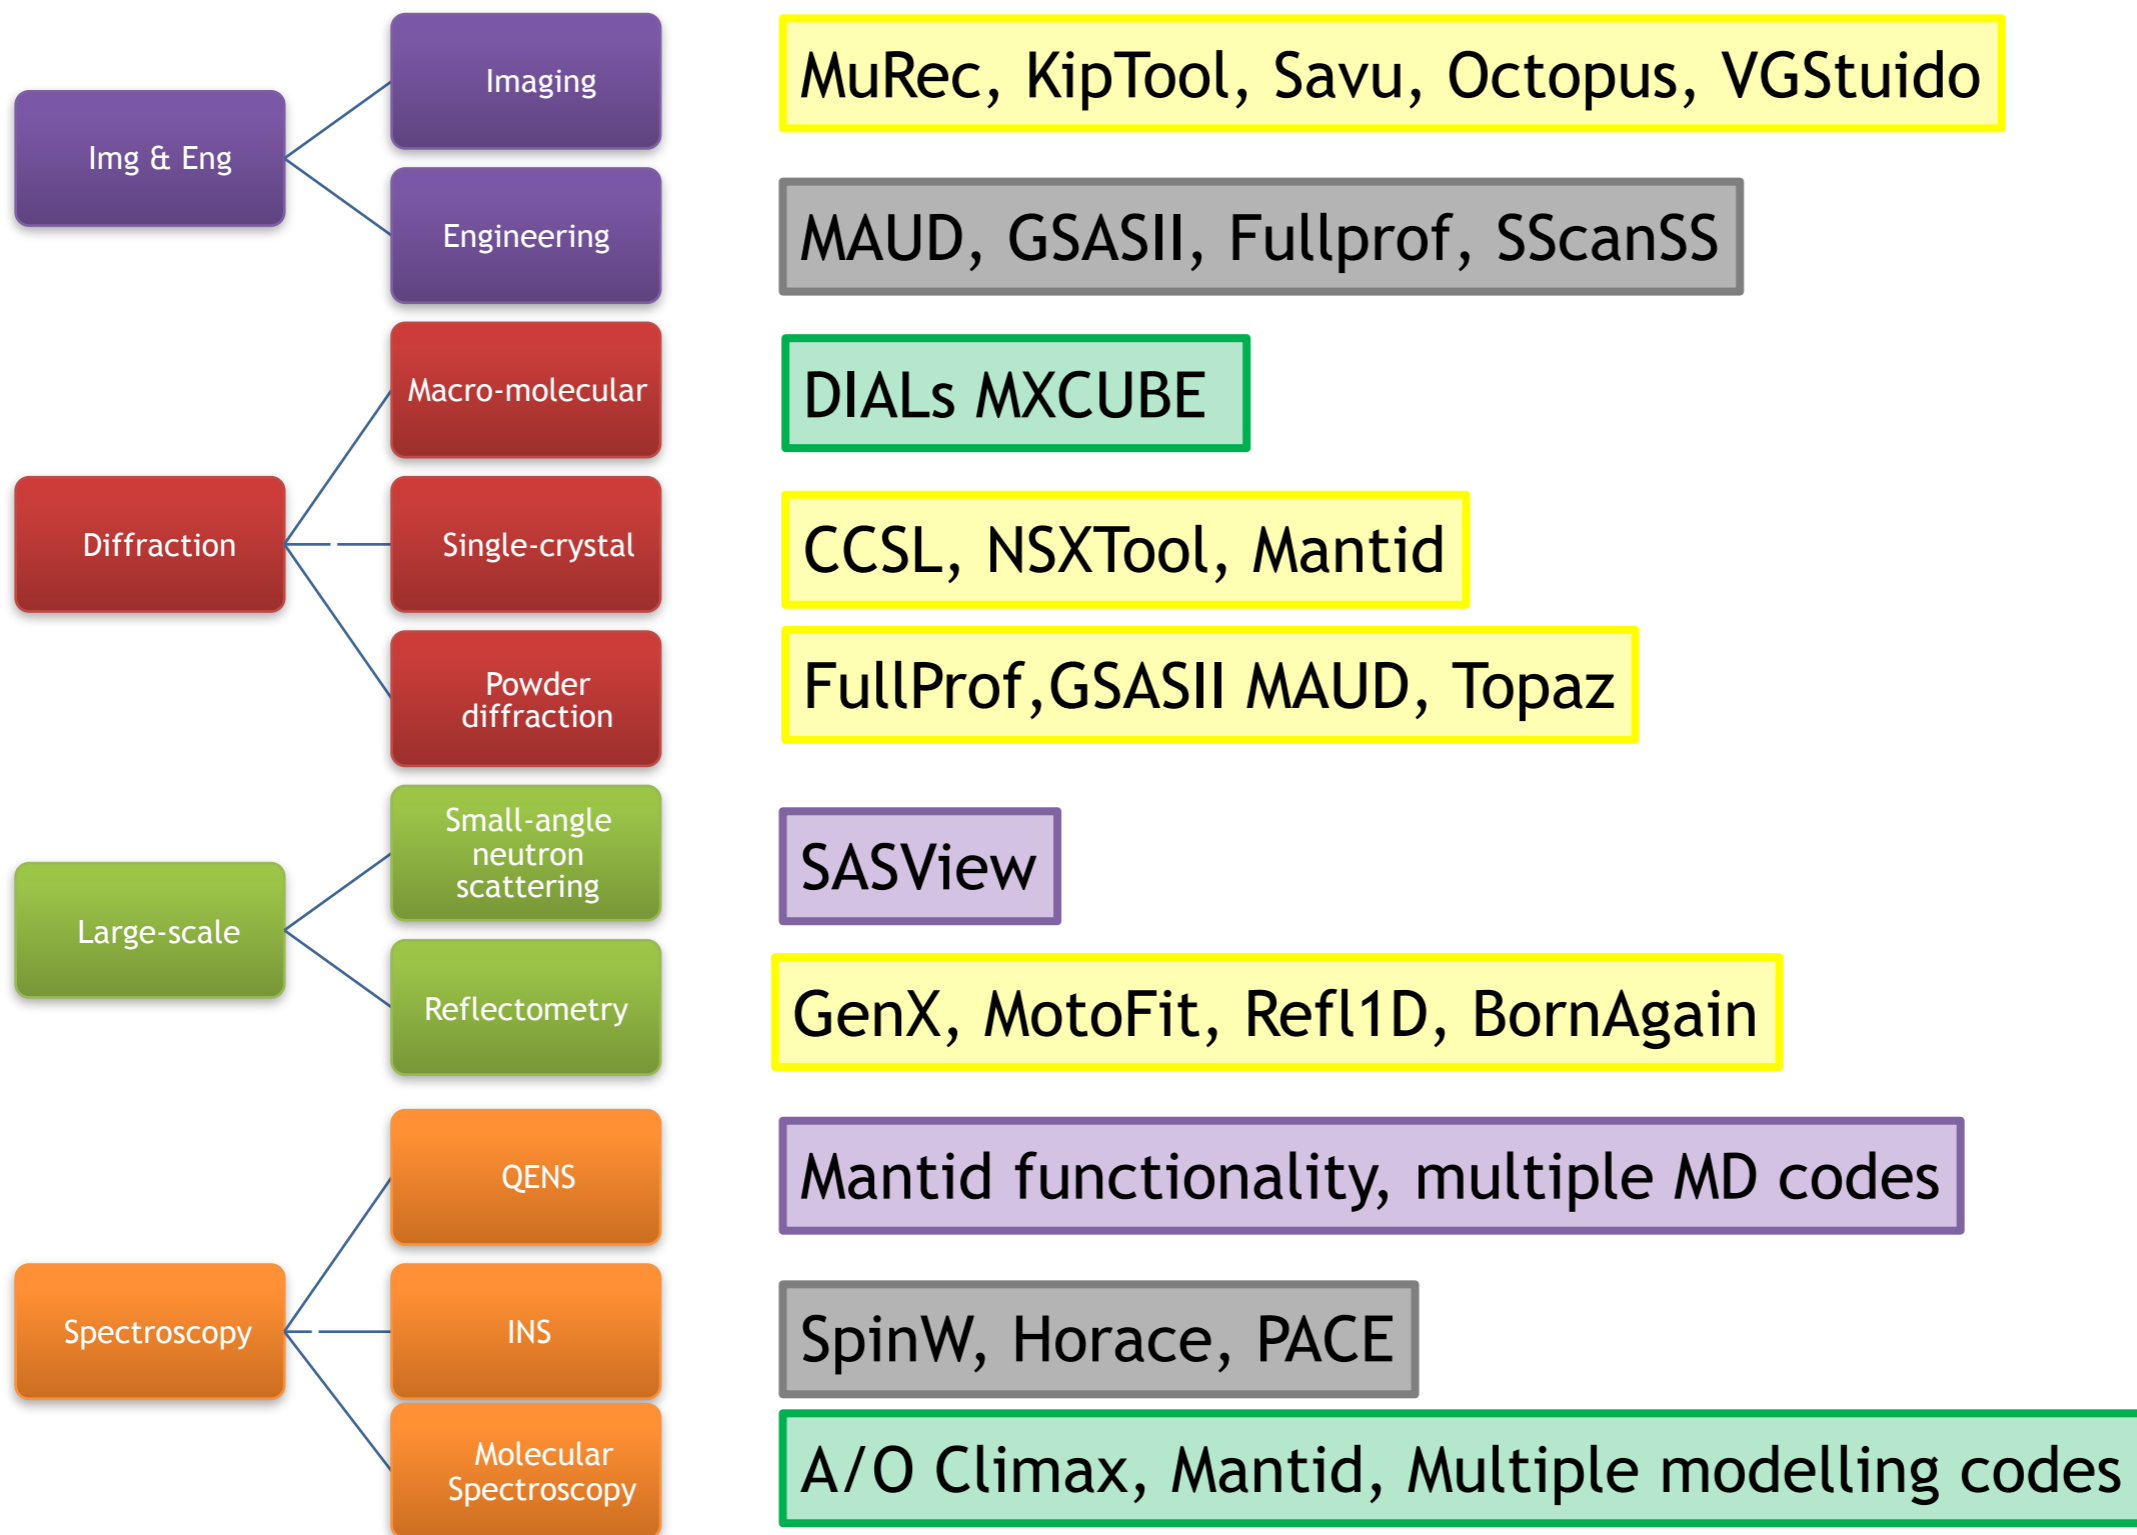 Img & Eng
Imaging
MuRec, KipTool, Savu, Octopus, VGStuido
Engineering
MAUD, GSASII, Fullprof, SScanSS
Diffraction
Macro-molecular
DIALs MXCUBE
Single-crystal
CCSL, NSXTool, Mantid
Powder
diffraction
FullProf,GSASII MAUD, Topaz
Large-scale
Small-angle
neutron
scattering
SASView
Reflectometry
GenX, MotoFit, Refl1D, BornAgain
Spectroscopy
QENS
Mantid functionality, multiple MD codes
INS
SpinW, Horace, PACE
Molecular
Spectroscopy
A/O Climax, Mantid, Multiple modelling codes